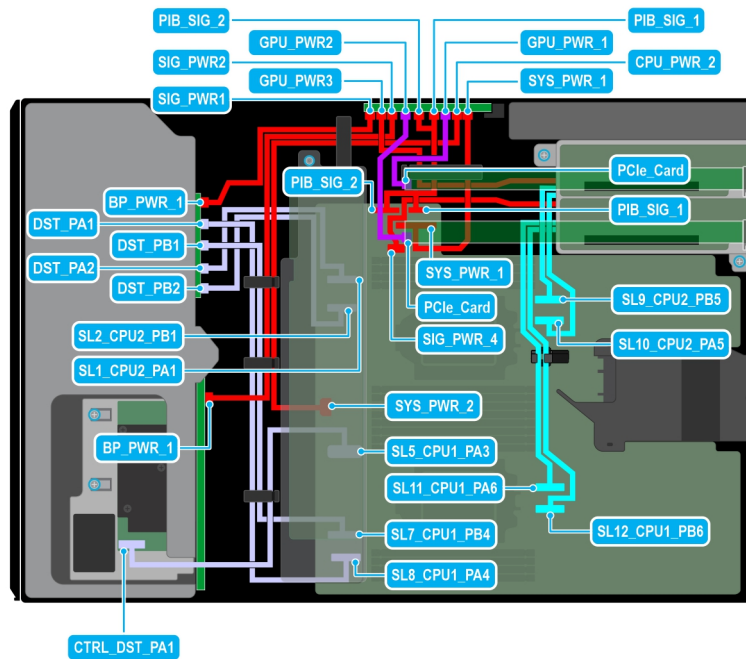 PIB_SIG_2
PIB_SIG_1
GPU_PWR2
GPU_PWR_1
SIG_PWR2
CPU_PWR_2
GPU_PWR3
SYS_PWR_1
SIG_PWR1
PCIe_Card
PIB_SIG_2
BP_PWR_1
PIB_SIG_1
DST_PA1
DST_PB1
DST_PA2
SYS_PWR_1
DST_PB2
PCIe_Card
SL9_CPU2_PB5
SL2_CPU2_PB1
SIG_PWR_4
SL10_CPU2_PA5
SL1_CPU2_PA1
SYS_PWR_2
BP_PWR_1
SL5_CPU1_PA3
SL11_CPU1_PA6
SL7_CPU1_PB4
SL12_CPU1_PB6
SL8_CPU1_PA4
CTRL_DST_PA1